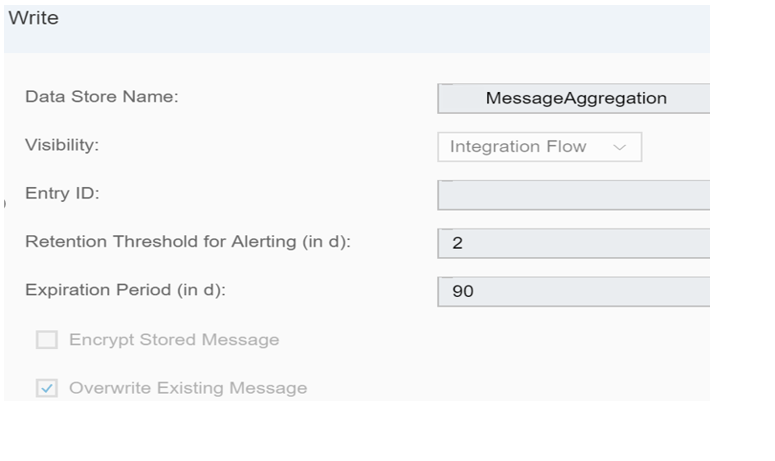 Write
Data Store Name: MessageAggregation
Visibility: Integration Flow
Entry ID:
Retention Threshold for Alerting (in d): 2
Expiration Period (in d): 90
Encrypt Stored Message
Overwrite Existing Message